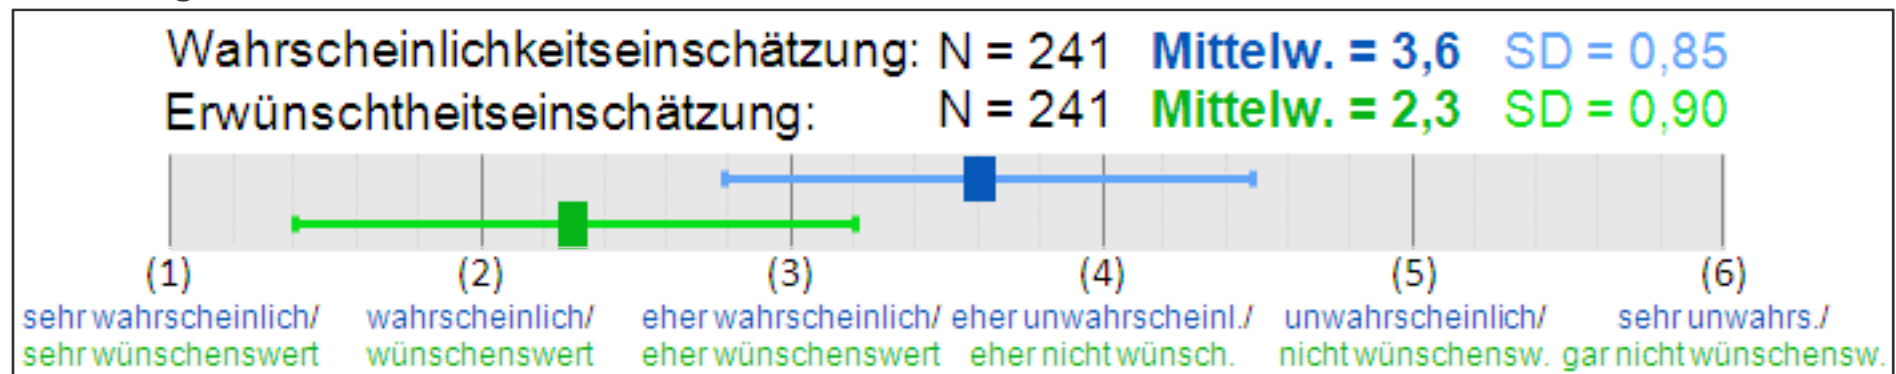 Wahrscheinlichkeitseinschätzung: N = 241 Mittelw. = 3,6 SD = 0,85
Erwünschtheitseinschätzung: N = 241 Mittelw. = 2,3 SD = 0,90
(1) (2) (3) (4) (5) (6)
sehr wahrscheinlich/ wahrscheinlich/ eher wahrscheinlich/ eher unwahrscheinl./ unwahrscheinlich/ sehr unwahrs./
sehr wünschenswert wünschenswert eher wünschenswert eher nicht wünsch. nicht wünschensw. gar nicht wünschensw.